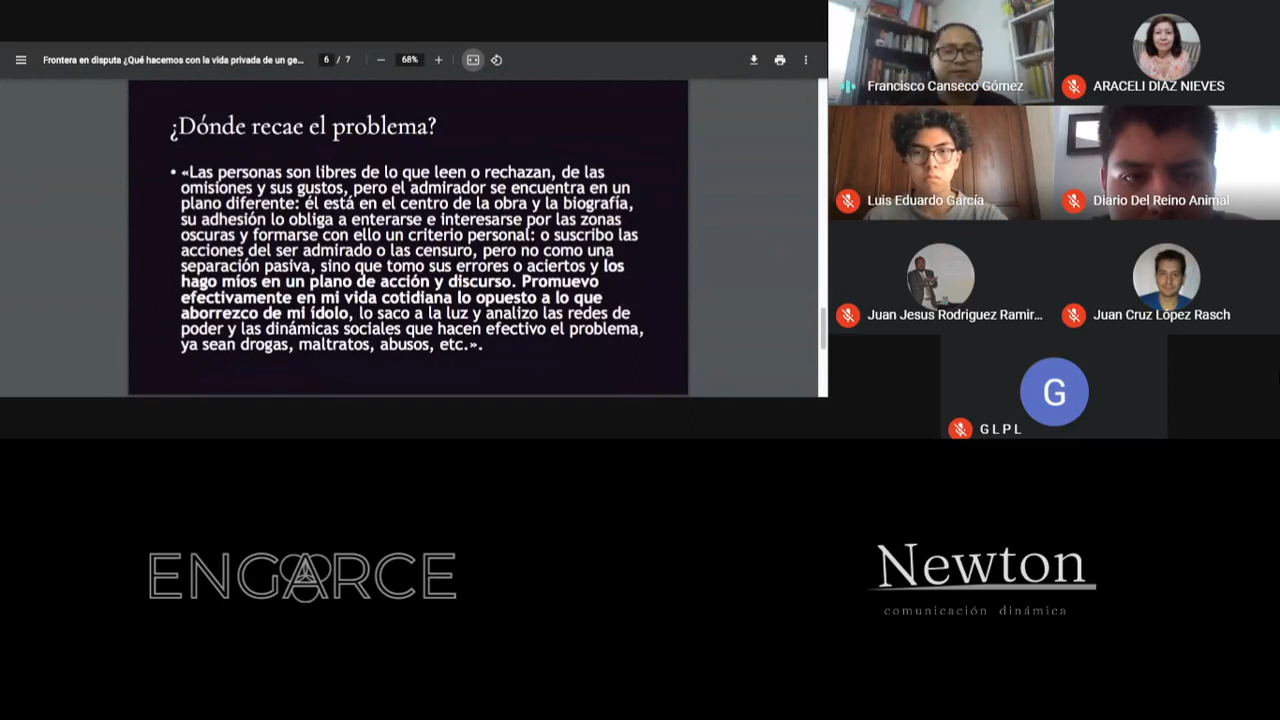 Frontera en disputa ¿Qué hacemos con la vida privada de un ge...
6 / 7
68%
¿Dónde recae el problema?
• «Las personas son libres de lo que leen o rechazan, de las
omisiones y sus gustos, pero el admirador se encuentra en un
plano diferente: él está en el centro de la obra y la biografía,
su adhesión lo obliga a enterarse e interesarse por las zonas
oscuras y formarse con ello un criterio personal: o suscribo las
acciones del ser admirado o las censuro, pero no como una
separación pasiva, sino que tomo sus errores o aciertos y los
hago míos en un plano de acción y discurso. Promuevo
efectivamente en mi vida cotidiana lo opuesto a lo que
aborrezco de mi ídolo, lo saco a la luz y analizo las redes de
poder y las dinámicas sociales que hacen efectivo el problema,
ya sean drogas, maltratos, abusos, etc.».
Francisco Canseco Gómez
ARACELI DIAZ NIEVES
Luis Eduardo García
Diario Del Reino Animal
Juan Jesus Rodriguez Ramir...
Juan Cruz López Rasch
G
G L P L
ENGARCE
Newton
comunicación dinámica